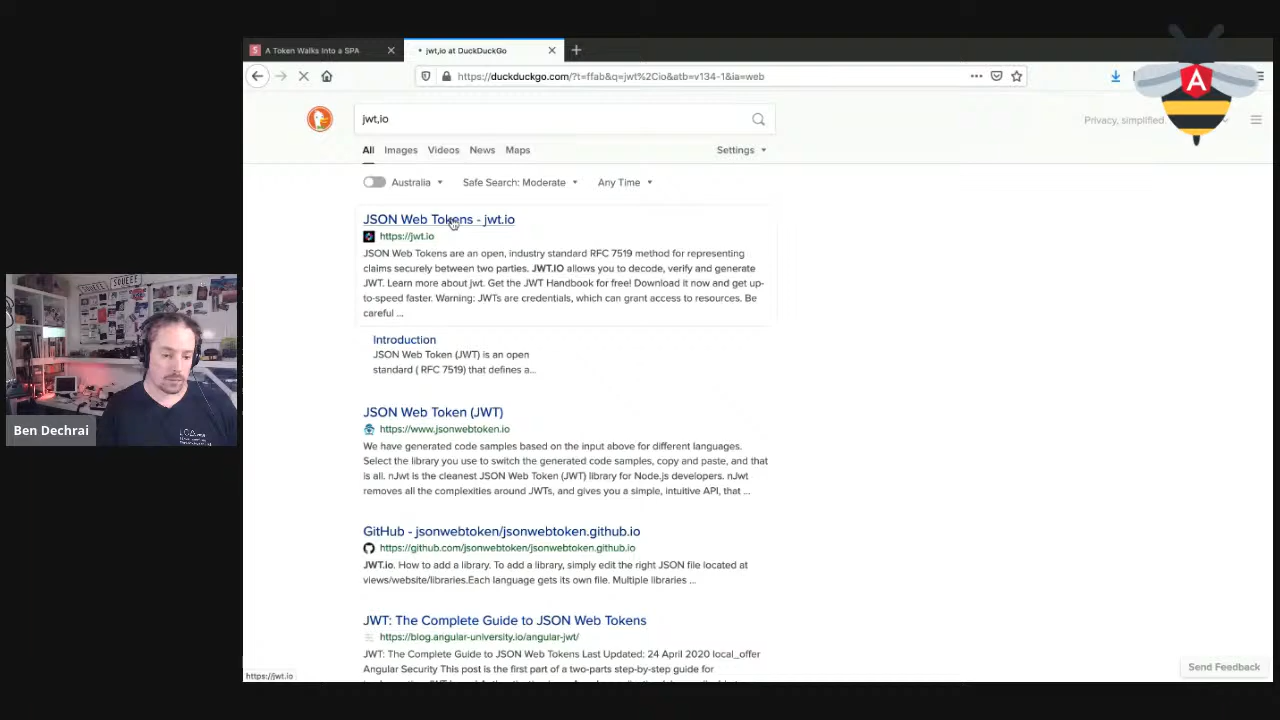 A Token Walks Into a SPA
jwt,io at DuckDuckGo
https://duckduckgo.com/?t=ffab&q=jwt%2Cio&atb=v134-1&ia=web
jwt,io
Privacy, simplified.
All Images Videos News Maps Settings
Australia Safe Search: Moderate Any Time
JSON Web Tokens - jwt.io
https://jwt.io
JSON Web Tokens are an open, industry standard RFC 7519 method for representing
claims securely between two parties. JWT.IO allows you to decode, verify and generate
JWT. Learn more about jwt. Get the JWT Handbook for free! Download it now and get up-
to-speed faster. Warning: JWTs are credentials, which can grant access to resources. Be
careful ...
Introduction
JSON Web Token (JWT) is an open
standard ( RFC 7519) that defines a...
JSON Web Token (JWT)
https://www.jsonwebtoken.io
We have generated code samples based on the input above for different languages.
Select the library you use to switch the generated code samples, copy and paste, and that
is all. nJwt is the cleanest JSON Web Token (JWT) library for Node.js developers. nJwt
removes all the complexities around JWTs, and gives you a simple, intuitive API, that ...
GitHub - jsonwebtoken/jsonwebtoken.github.io
https://github.com/jsonwebtoken/jsonwebtoken.github.io
JWT.io. How to add a library. To add a library, simply edit the right JSON file located at
views/website/libraries.Each language gets its own file. Multiple libraries ...
JWT: The Complete Guide to JSON Web Tokens
https://blog.angular-university.io/angular-jwt/
JWT: The Complete Guide to JSON Web Tokens Last Updated: 24 April 2020 local_offer
Angular Security This post is the first part of a two-parts step-by-step guide for
Send Feedback
https://jwt.io
Ben Dechrai
SQUEEE
A